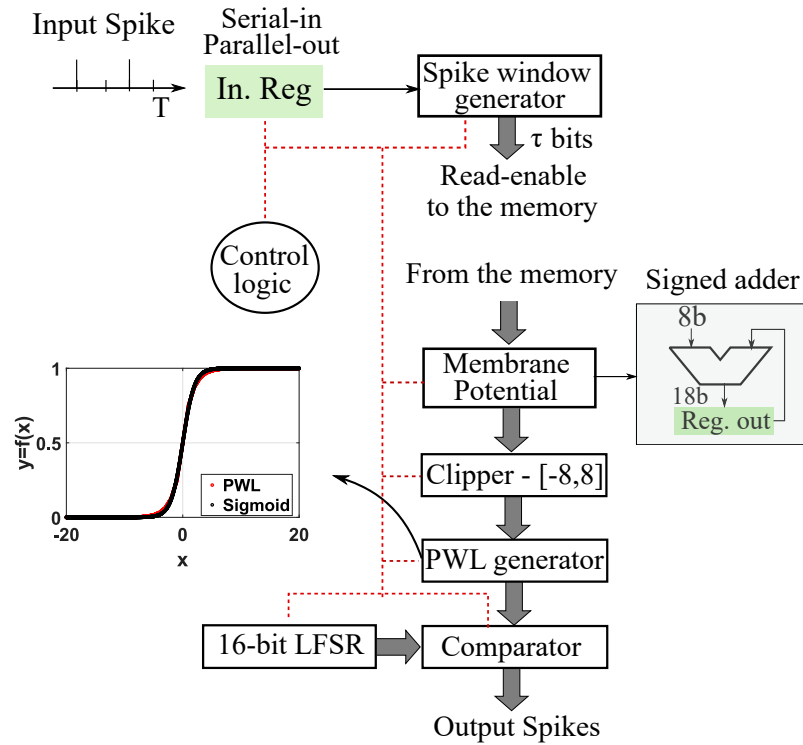 Input Spike
T
Serial-in
Parallel-out
In. Reg
Spike window
generator
τ bits
Read-enable
to the memory
Control
logic
From the memory
Signed adder
8b
18b
Reg. out
Membrane
Potential
Clipper - [-8,8]
PWL generator
1
0.5
0
-20
0
20
y=f(x)
x
PWL
Sigmoid
16-bit LFSR
Comparator
Output Spikes